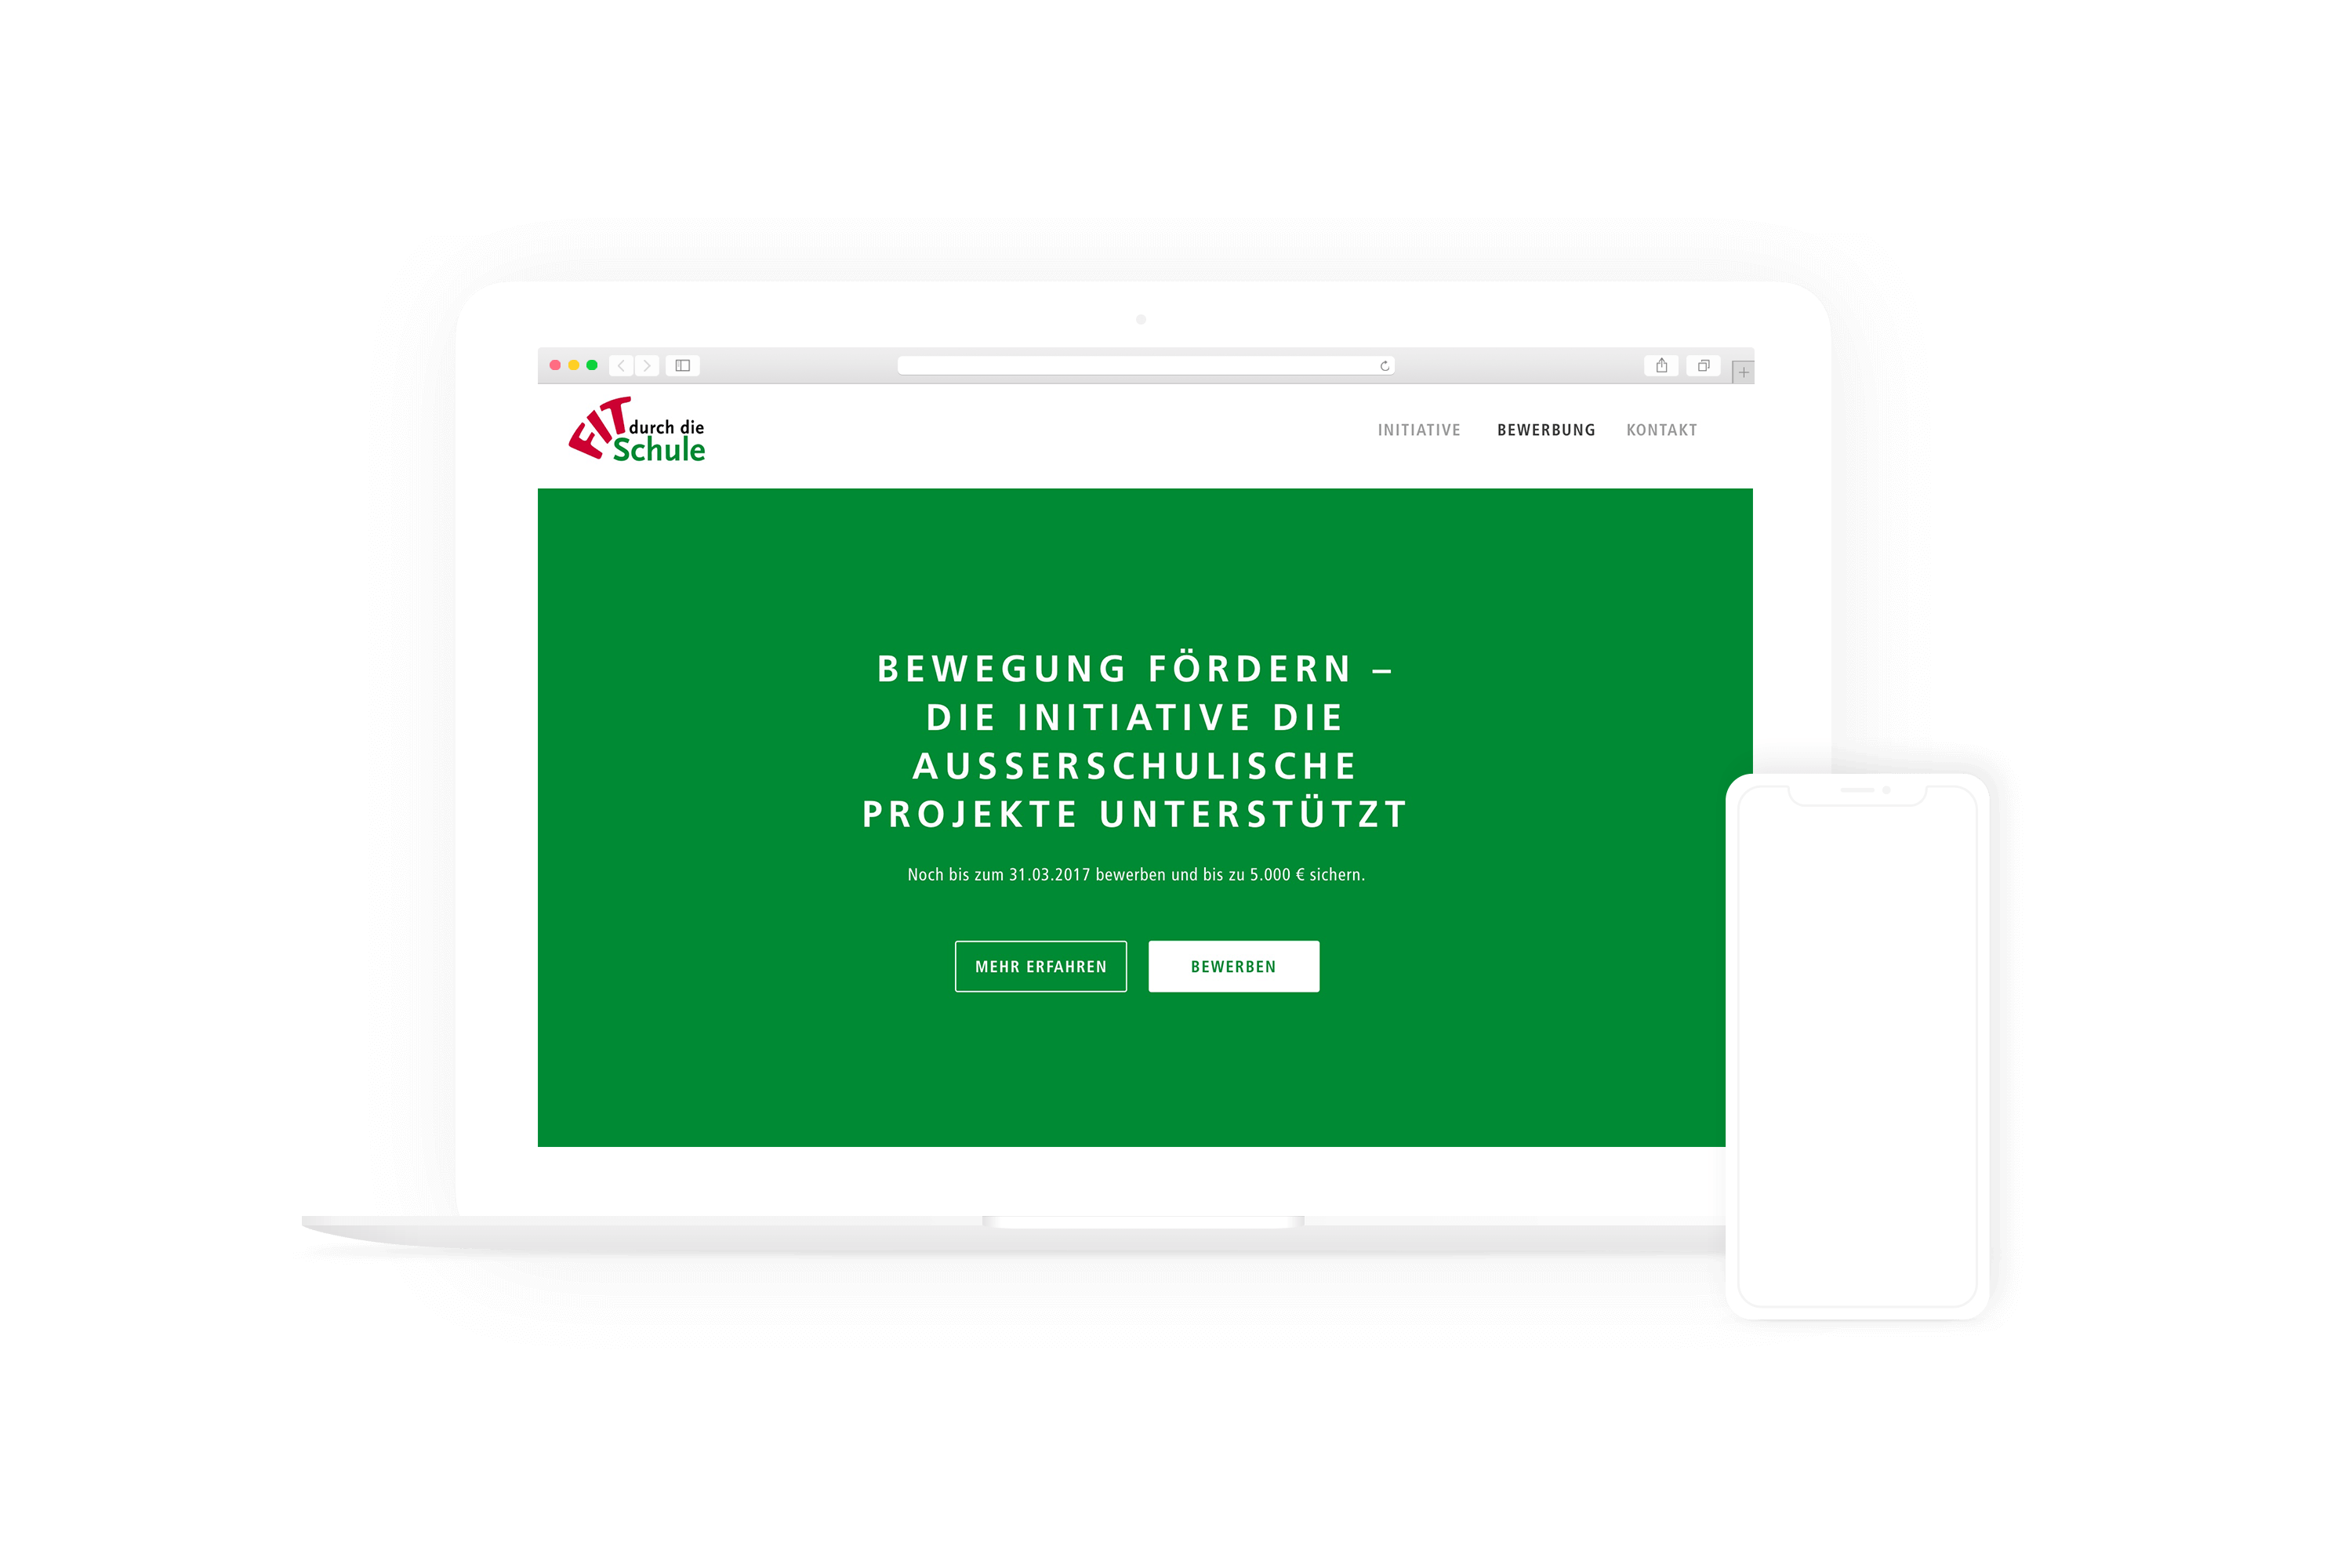 FIT
durch die
Schule
INITIATIVE BEWERBUNG KONTAKT
BEWEGUNG FÖRDERN –
DIE INITIATIVE DIE
AUSSERSCHULISCHE
PROJEKTE UNTERSTÜTZT
Noch bis zum 31.03.2017 bewerben und bis zu 5.000 € sichern.
MEHR ERFAHREN BEWERBEN